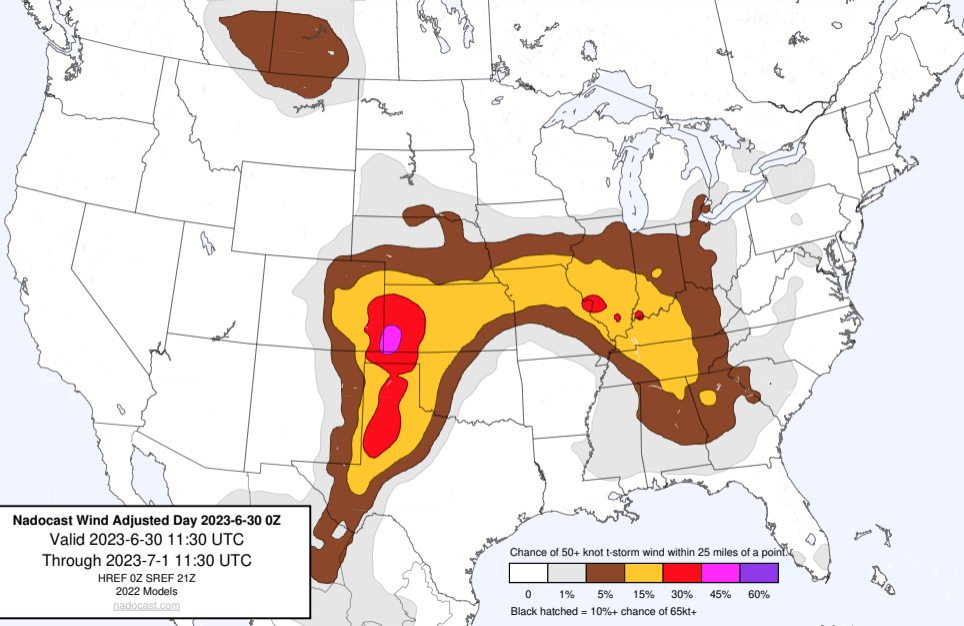 Nadocast Wind Adjusted Day 2023-6-30 0Z
Valid 2023-6-30 11:30 UTC
Through 2023-7-1 11:30 UTC
HREF 0Z SREF 21Z
2022 Models
nadocast.com
Chance of 50+ knot t-storm wind within 25 miles of a point.
0 1% 5% 15% 30% 45% 60%
Black hatched = 10%+ chance of 65kt+